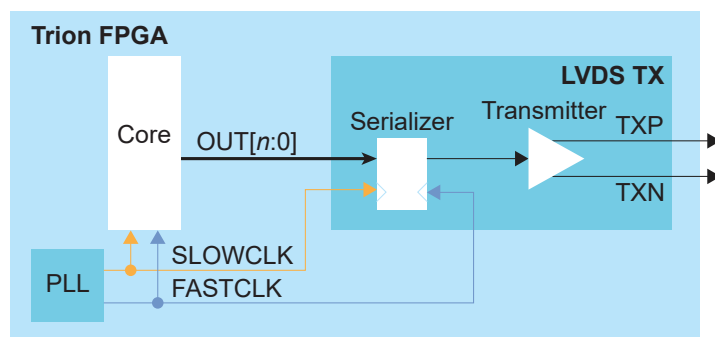 Trion FPGA
LVDS TX
Transmitter
Serializer
TXP
Core
OUT[n:0]
TXN
SLOWCLK
PLL
FASTCLK